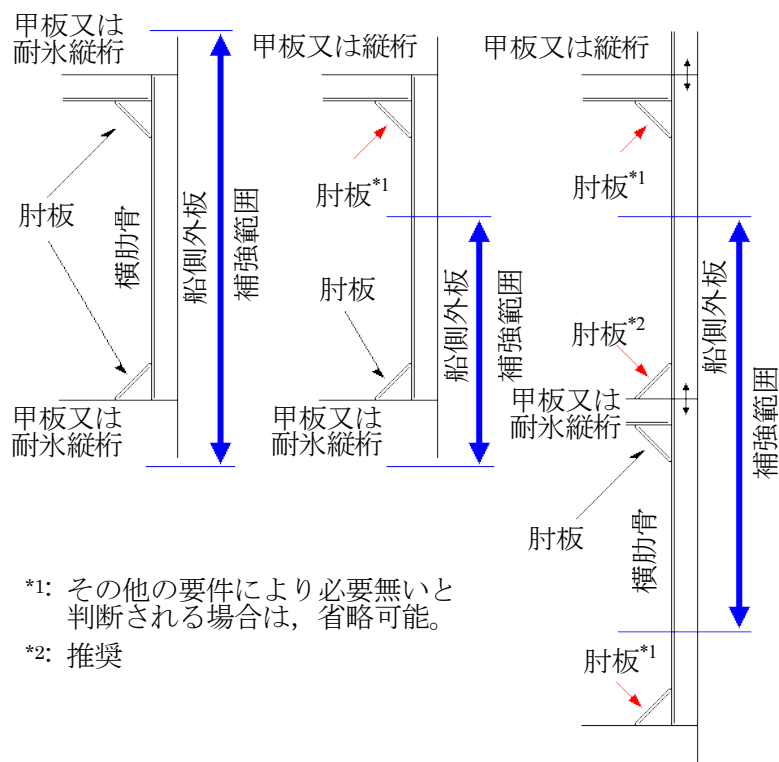 甲板又は
耐氷縦桁
肘板
横肋骨
船側外板
補強範囲
甲板又は
耐氷縦桁
甲板又は縦桁
肘板*1
肘板
船側外板
補強範囲
甲板又は
耐氷縦桁
甲板又は縦桁
肘板*1
肘板*2
甲板又は
耐氷縦桁
肘板
横肋骨
船側外板
補強範囲
肘板*1
*1: その他の要件により必要無いと
判断される場合は，省略可能。
*2: 推奨